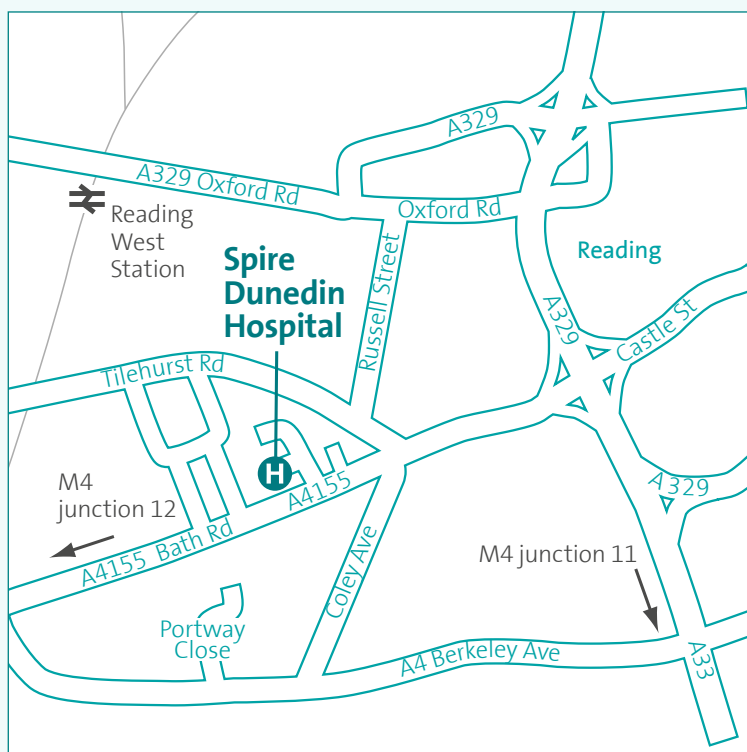 A329
A329 Oxford Rd
Oxford Rd
Reading
West
Station
Spire
Dunedin
Hospital
Russell Street
Reading
A329
Castle St
Tilehurst Rd
H
M4
junction 12
A4155
A329
A4155 Bath Rd
M4 junction 11
Coley Ave
Portway
Close
A4 Berkeley Ave
A33